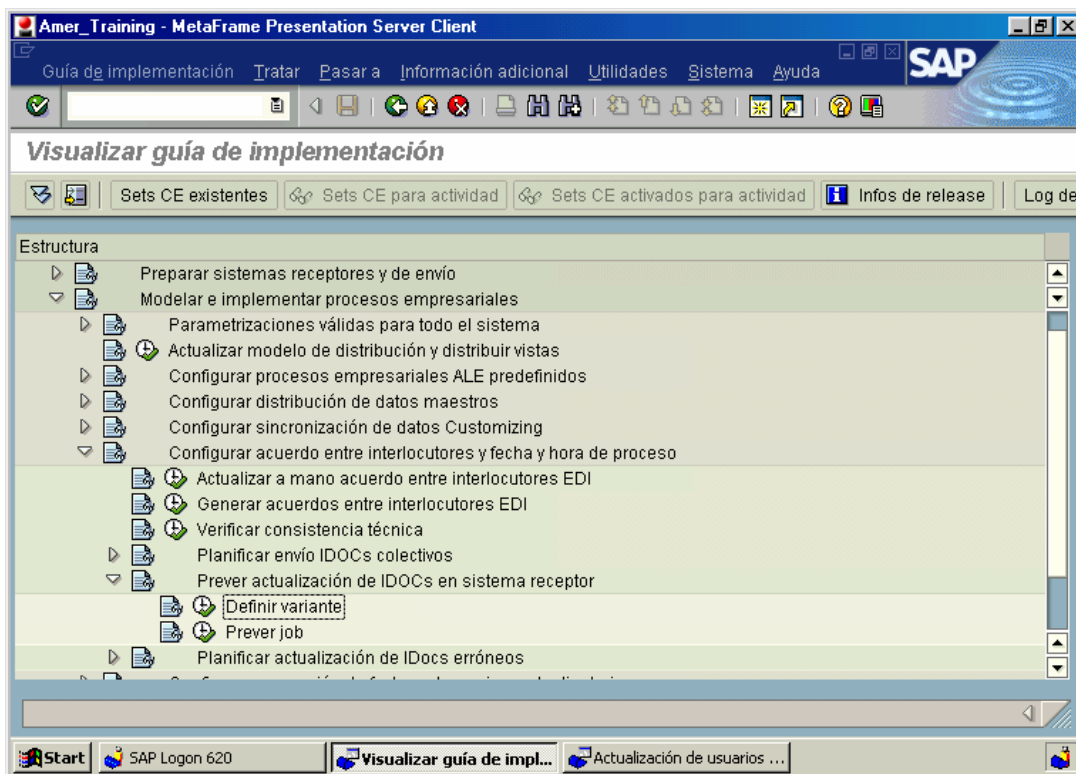 Amer_Training - MetaFrame Presentation Server Client
Guía de implementación Tratar Pasar a Información adicional Utilidades Sistema Ayuda
SAP
Visualizar guía de implementación
Sets CE existentes Sets CE para actividad Sets CE activados para actividad Infos de release Log de
Estructura
Preparar sistemas receptores y de envío
Modelar e implementar procesos empresariales
Parametrizaciones válidas para todo el sistema
Actualizar modelo de distribución y distribuir vistas
Configurar procesos empresariales ALE predefinidos
Configurar distribución de datos maestros
Configurar sincronización de datos Customizing
Configurar acuerdo entre interlocutores y fecha y hora de proceso
Actualizar a mano acuerdo entre interlocutores EDI
Generar acuerdos entre interlocutores EDI
Verificar consistencia técnica
Planificar envío IDOCs colectivos
Prever actualización de IDOCs en sistema receptor
Definir variante
Prever job
Planificar actualización de IDocs erróneos
Start SAP Logon 620 Visualizar guía de impl... Actualización de usuarios ...